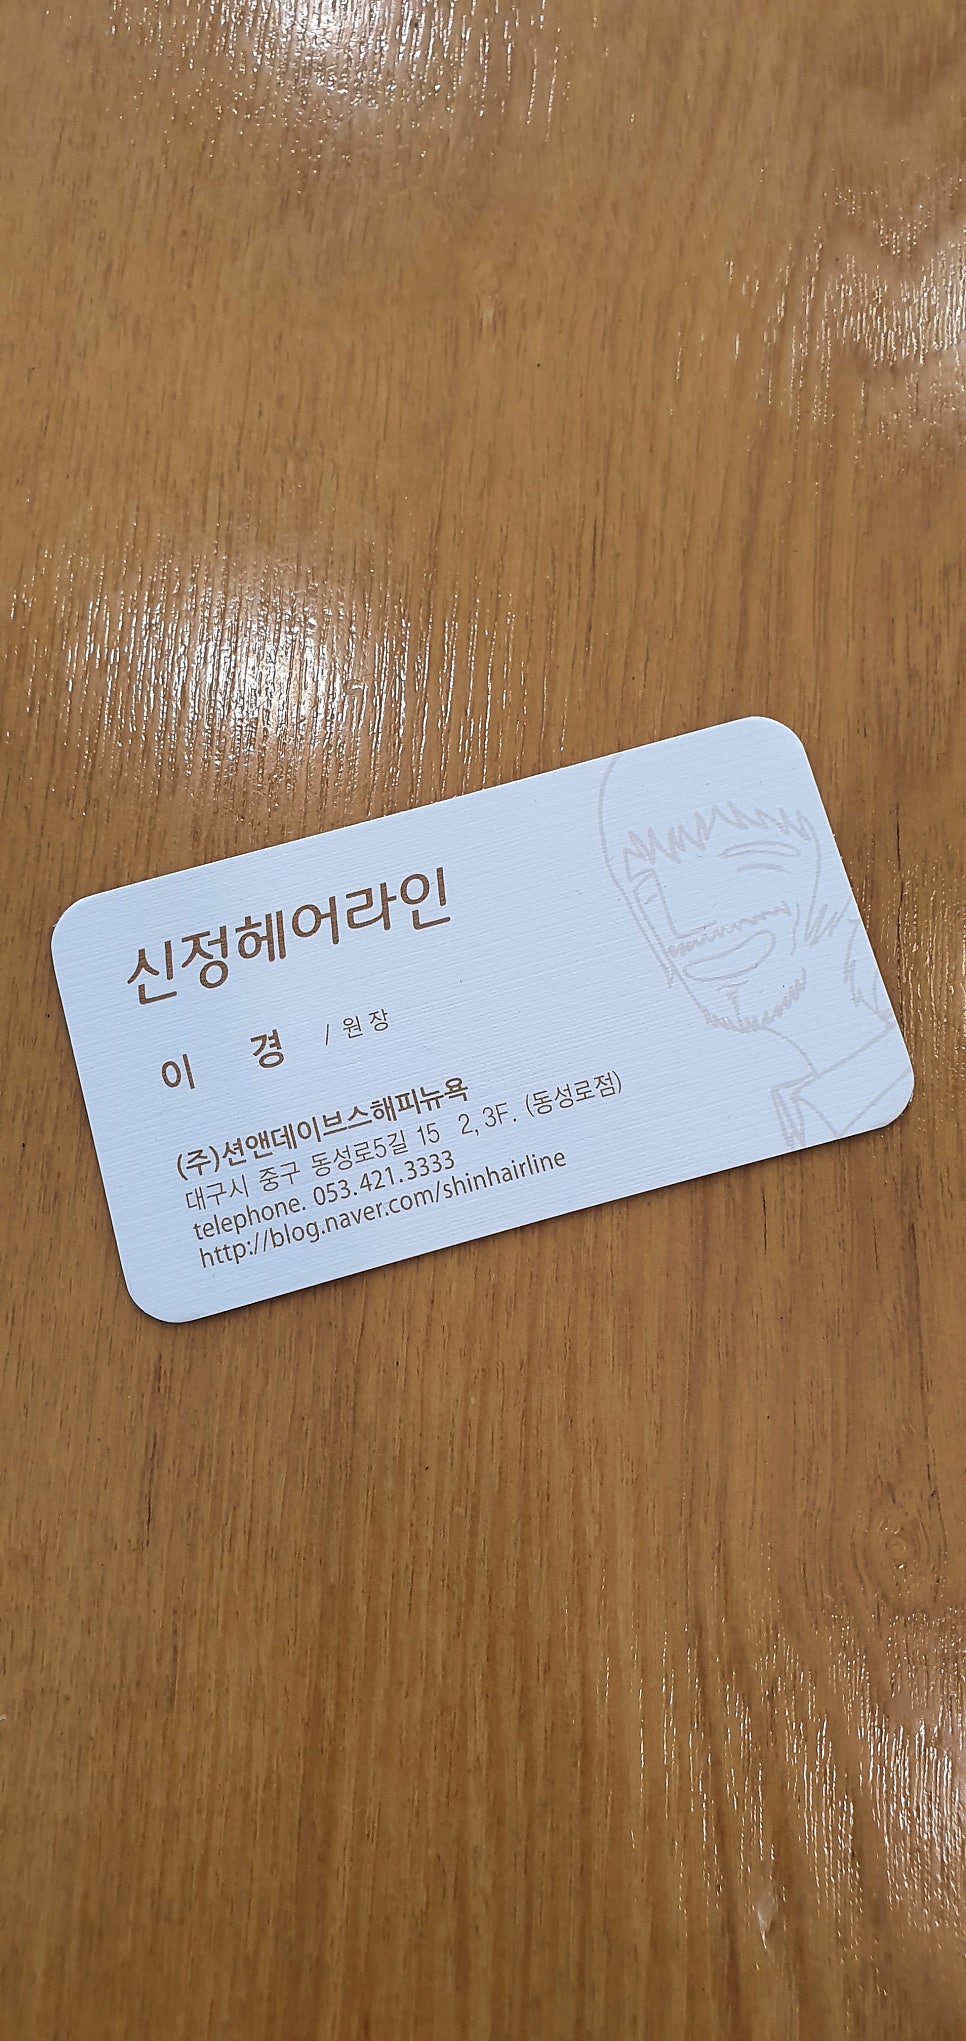 신정헤어라인
이 경 / 원장
(주)션앤데이브스해피뉴욕
대구시 중구 동성로5길 15 2, 3F. (동성로점)
telephone. 053.421.3333
http://blog.naver.com/shinhairline